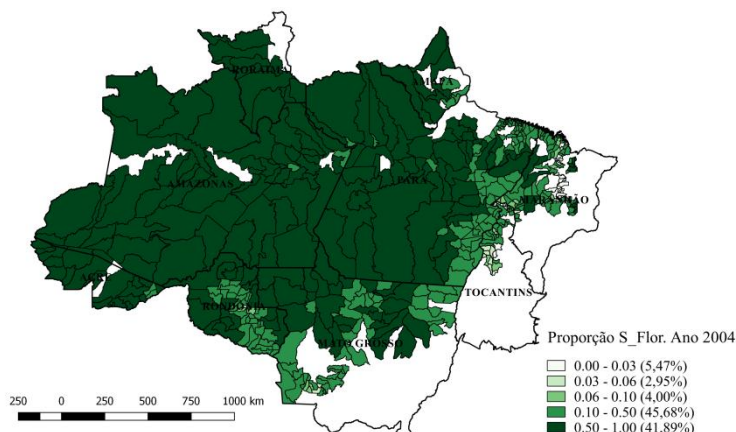 RORAIMA
AMAPÁ
AMAZONAS
PARÁ
MARANHÃO
ACRE
TOCANTINS
RONDÔNIA
MATO GROSSO
Proporção S_Flor. Ano 2004
0.00 - 0.03 (5,47%)
0.03 - 0.06 (2,95%)
0.06 - 0.10 (4,00%)
0.10 - 0.50 (45,68%)
0.50 - 1.00 (41,89%)
250 0 250 500 750 1000 km